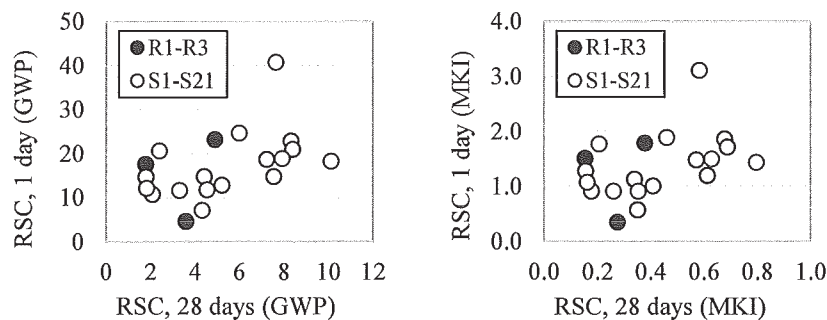 50
40
30
20
10
0
RSC, 1 day (GWP)
R1-R3
S1-S21
0 2 4 6 8 10 12
RSC, 28 days (GWP)
4.0
3.0
2.0
1.0
0.0
RSC, 1 day (MKI)
R1-R3
S1-S21
0.0 0.2 0.4 0.6 0.8 1.0
RSC, 28 days (MKI)